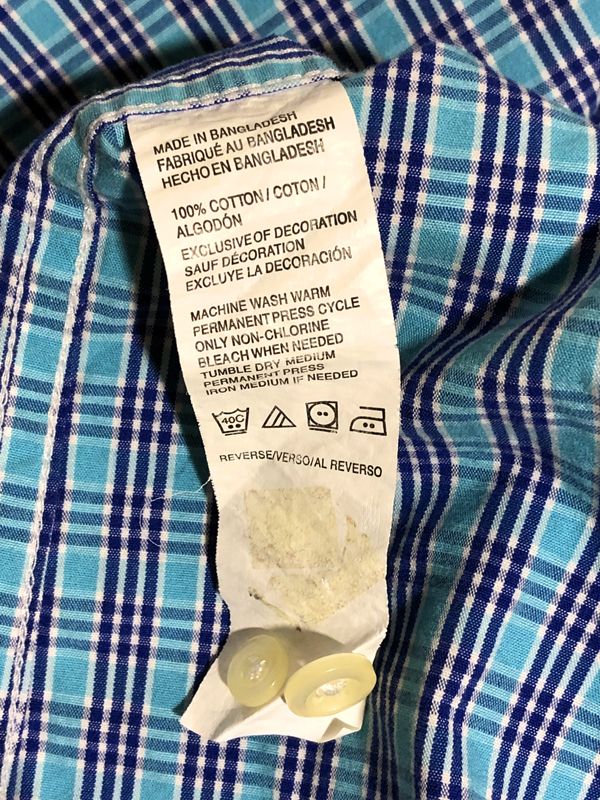 MADE IN BANGLADESH
FABRIQUÉ AU BANGLADESH
HECHO EN BANGLADESH
100% COTTON / COTON /
ALGODÓN
EXCLUSIVE OF DECORATION
SAUF DÉCORATION
EXCLUYE LA DECORACIÓN
MACHINE WASH WARM
PERMANENT PRESS CYCLE
ONLY NON-CHLORINE
BLEACH WHEN NEEDED
TUMBLE DRY MEDIUM
PERMANENT PRESS
IRON MEDIUM IF NEEDED
40C
REVERSE/VERSO/AL REVERSO